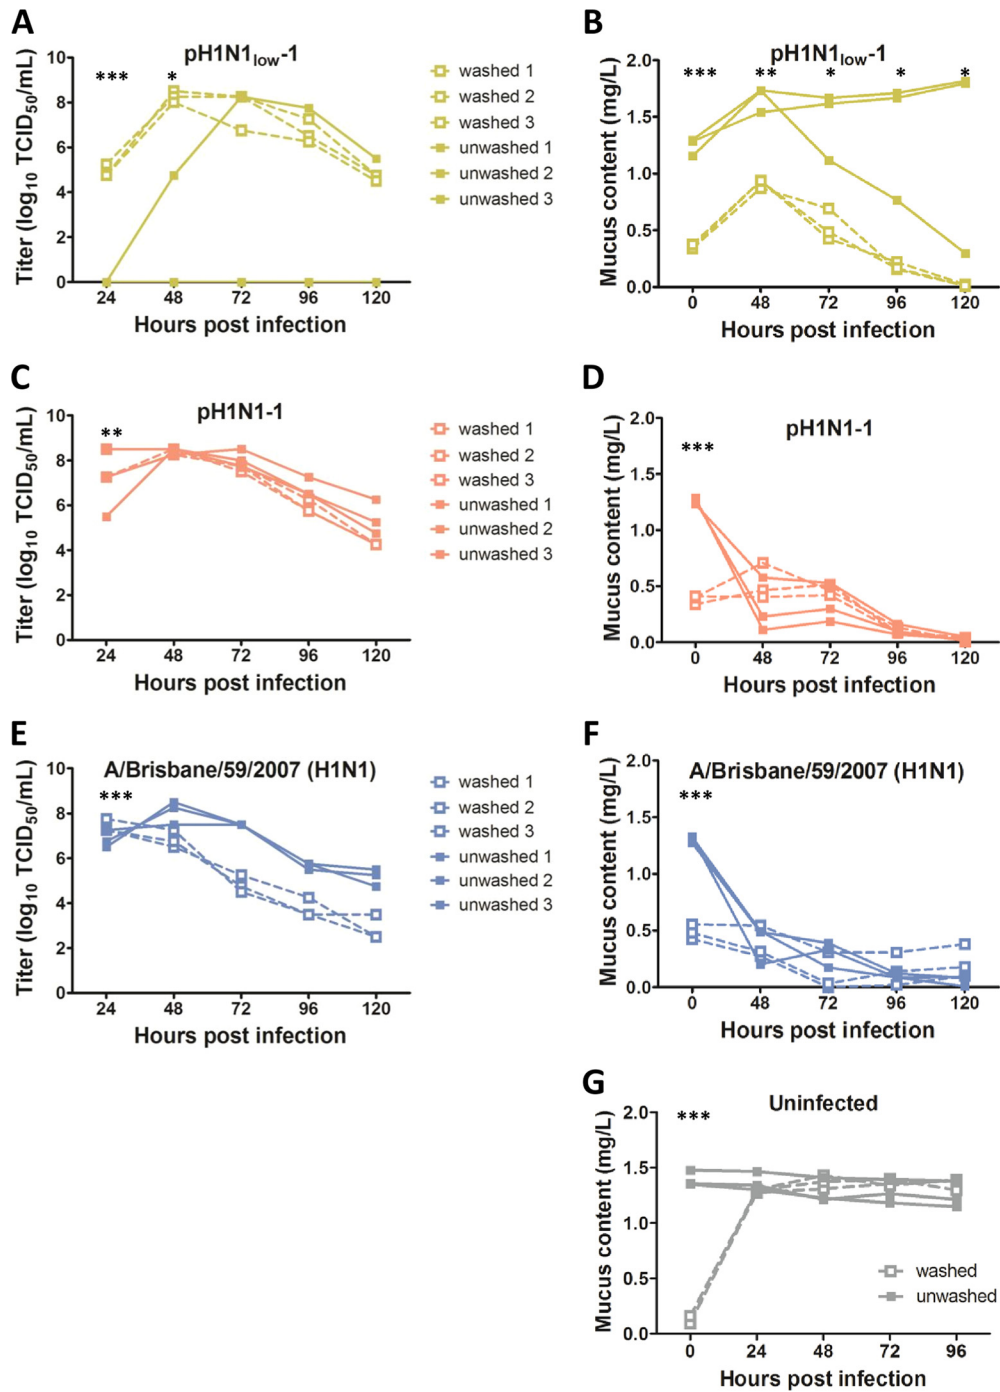 A
pH1N1low-1
Titer (log10 TCID50/mL)
10
8
6
4
2
0
***
*
24 48 72 96 120
Hours post infection
washed 1
washed 2
washed 3
unwashed 1
unwashed 2
unwashed 3
B
pH1N1low-1
Mucus content (mg/L)
2.0
1.5
1.0
0.5
0.0
***
**
*
*
*
0 48 72 96 120
Hours post infection
C
pH1N1-1
Titer (log10 TCID50/mL)
10
8
6
4
2
0
**
24 48 72 96 120
Hours post infection
washed 1
washed 2
washed 3
unwashed 1
unwashed 2
unwashed 3
D
pH1N1-1
Mucus content (mg/L)
2.0
1.5
1.0
0.5
0.0
***
0 48 72 96 120
Hours post infection
E
A/Brisbane/59/2007 (H1N1)
Titer (log10 TCID50/mL)
10
8
6
4
2
0
***
24 48 72 96 120
Hours post infection
washed 1
washed 2
washed 3
unwashed 1
unwashed 2
unwashed 3
F
A/Brisbane/59/2007 (H1N1)
Mucus content (mg/L)
2.0
1.5
1.0
0.5
0.0
***
0 48 72 96 120
Hours post infection
G
Uninfected
Mucus content (mg/L)
2.0
1.5
1.0
0.5
0.0
***
washed
unwashed
0 24 48 72 96
Hours post infection